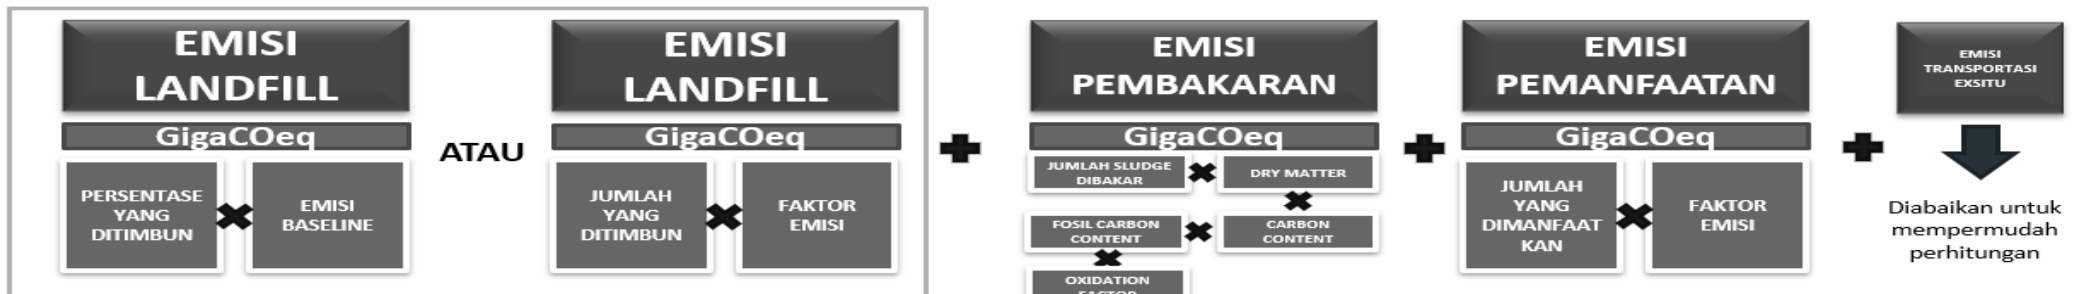 EMISI
LANDFILL
GigaCOeq
PERSENTASE
YANG
DITIMBUN
EMISI
BASELINE
ATAU
EMISI
LANDFILL
GigaCOeq
JUMLAH
YANG
DITIMBUN
FAKTOR
EMISI
EMISI
PEMBAKARAN
GigaCOeq
JUMLAH SLUDGE
DIBAKAR
DRY MATTER
FOSIL CARBON
CONTENT
CARBON
CONTENT
OXIDATION
EMISI
PEMANFAATAN
GigaCOeq
JUMLAH
YANG
DIMANFAAT
KAN
FAKTOR
EMISI
EMISI
TRANSPORTASI
EXSITU
Diabaikan untuk
mempermudah
perhitungan